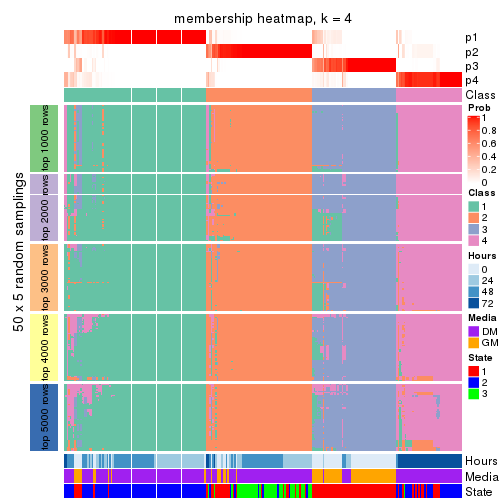 membership heatmap, k = 4
p1
p2
p3
p4
Class
50 x 5 random samplings
top 1000 rows
top 2000 rows
top 3000 rows
top 4000 rows
top 5000 rows
Hours
Media
State
Prob
1
0.8
0.6
0.4
0.2
0
Class
1
2
3
4
Hours
0
24
48
72
Media
DM
GM
State
1
2
3